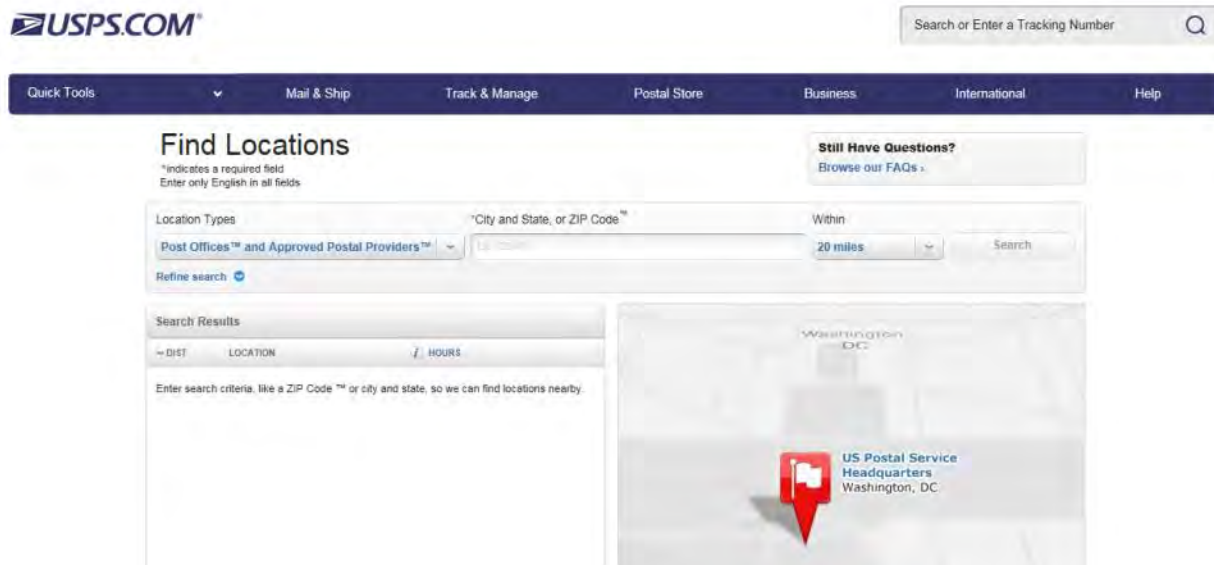 USPS.COM®
Search or Enter a Tracking Number
Quick Tools Mail & Ship Track & Manage Postal Store Business International Help
Find Locations
*indicates a required field
Enter only English in all fields
Still Have Questions?
Browse our FAQs ›
Location Types *City and State, or ZIP Code™ Within
Post Offices™ and Approved Postal Providers™ 20 miles Search
Refine search
Search Results
DIST LOCATION HOURS
Enter search criteria, like a ZIP Code ™ or city and state, so we can find locations nearby.
Washington
DC
US Postal Service
Headquarters
Washington, DC